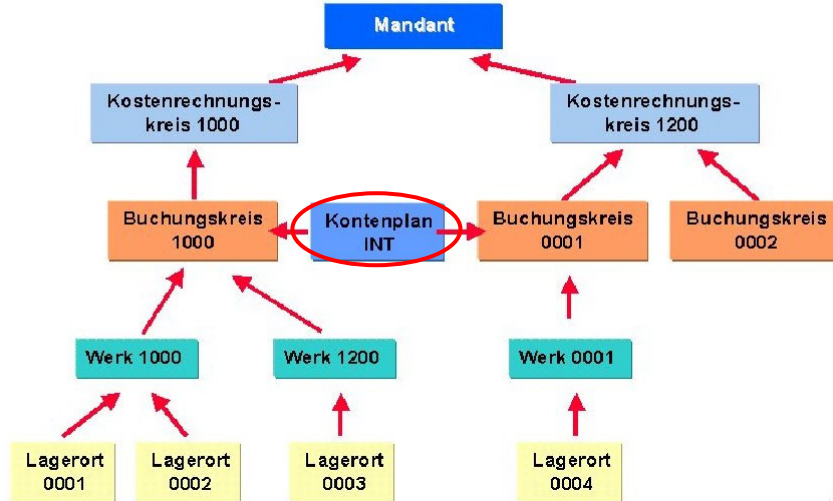 Mandant
Kostenrechnungs-
kreis 1000
Kostenrechnungs-
kreis 1200
Buchungskreis
1000
Kontenplan
INT
Buchungskreis
0001
Buchungskreis
0002
Werk 1000
Werk 1200
Werk 0001
Lagerort
0001
Lagerort
0002
Lagerort
0003
Lagerort
0004